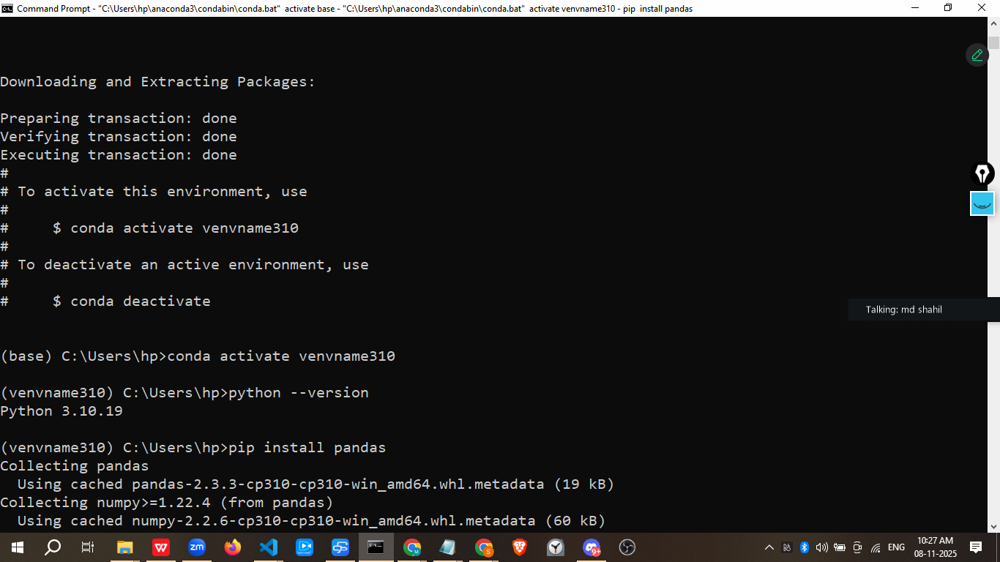 Command Prompt - "C:\Users\hp\anaconda3\condabin\conda.bat"  activate base - "C:\Users\hp\anaconda3\condabin\conda.bat"  activate venvname310 - pip  install pandas
Downloading and Extracting Packages:
Preparing transaction: done
Verifying transaction: done
Executing transaction: done
#
# To activate this environment, use
#
#     $ conda activate venvname310
#
# To deactivate an active environment, use
#
#     $ conda deactivate
Talking: md shahil
(base) C:\Users\hp>conda activate venvname310
(venvname310) C:\Users\hp>python --version
Python 3.10.19
(venvname310) C:\Users\hp>pip install pandas
Collecting pandas
  Using cached pandas-2.3.3-cp310-cp310-win_amd64.whl.metadata (19 kB)
Collecting numpy>=1.22.4 (from pandas)
  Using cached numpy-2.2.6-cp310-cp310-win_amd64.whl.metadata (60 kB)
W
zm
M
S
9+
ENG
10:27 AM
08-11-2025